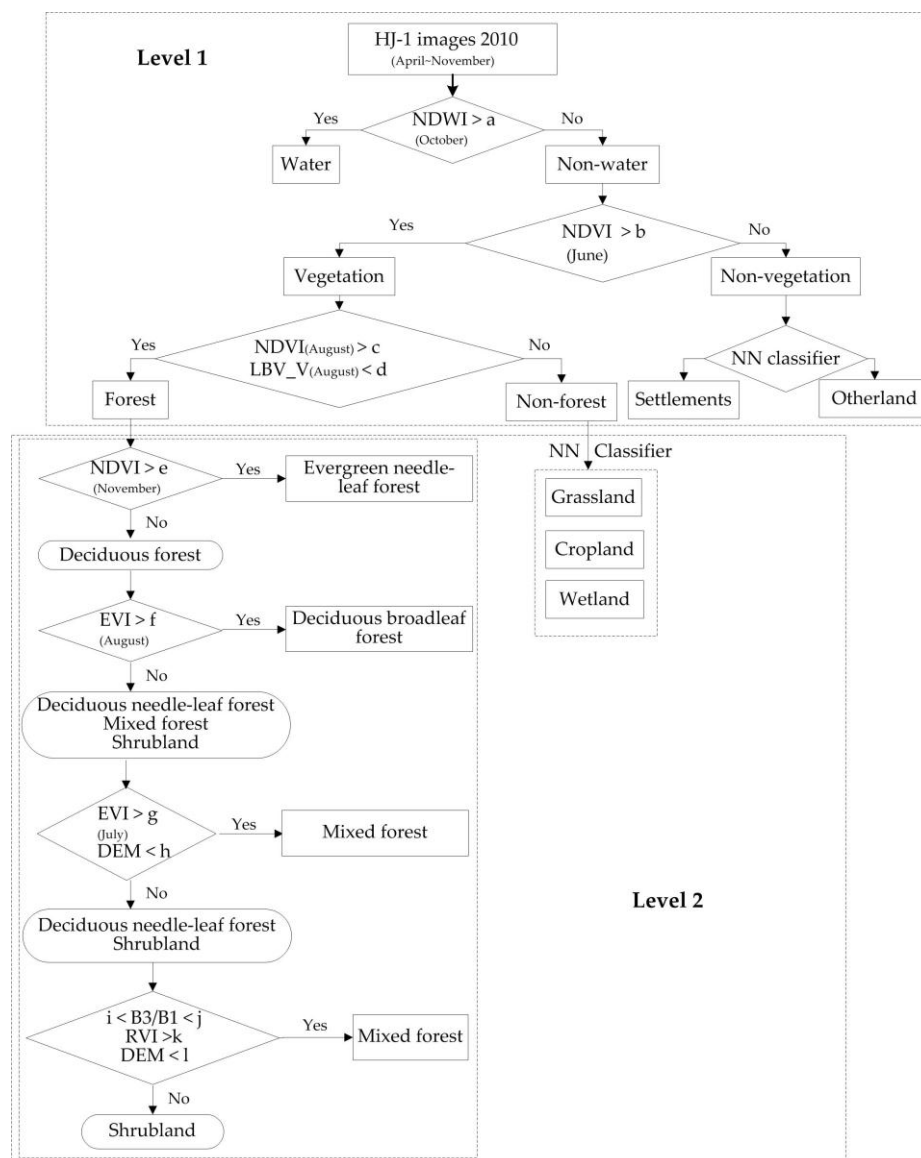 Level 1
HJ-1 images 2010
(April~November)
Yes
NDWI > a
(October)
No
Water
Non-water
Yes
NDVI > b
(June)
No
Vegetation
Non-vegetation
Yes
NDVI(August) > c
LBV_V(August) < d
No
NN classifier
Forest
Non-forest
Settlements
Otherland
NDVI > e
(November)
Yes
Evergreen needle-
leaf forest
NN Classifier
Grassland
Cropland
Wetland
No
Deciduous forest
EVI > f
(August)
Yes
Deciduous broadleaf
forest
No
Deciduous needle-leaf forest
Mixed forest
Shrubland
EVI > g
(July)
DEM < h
Yes
Mixed forest
No
Level 2
Deciduous needle-leaf forest
Shrubland
i < B3/B1 < j
RVI >k
DEM < l
Yes
Mixed forest
No
Shrubland